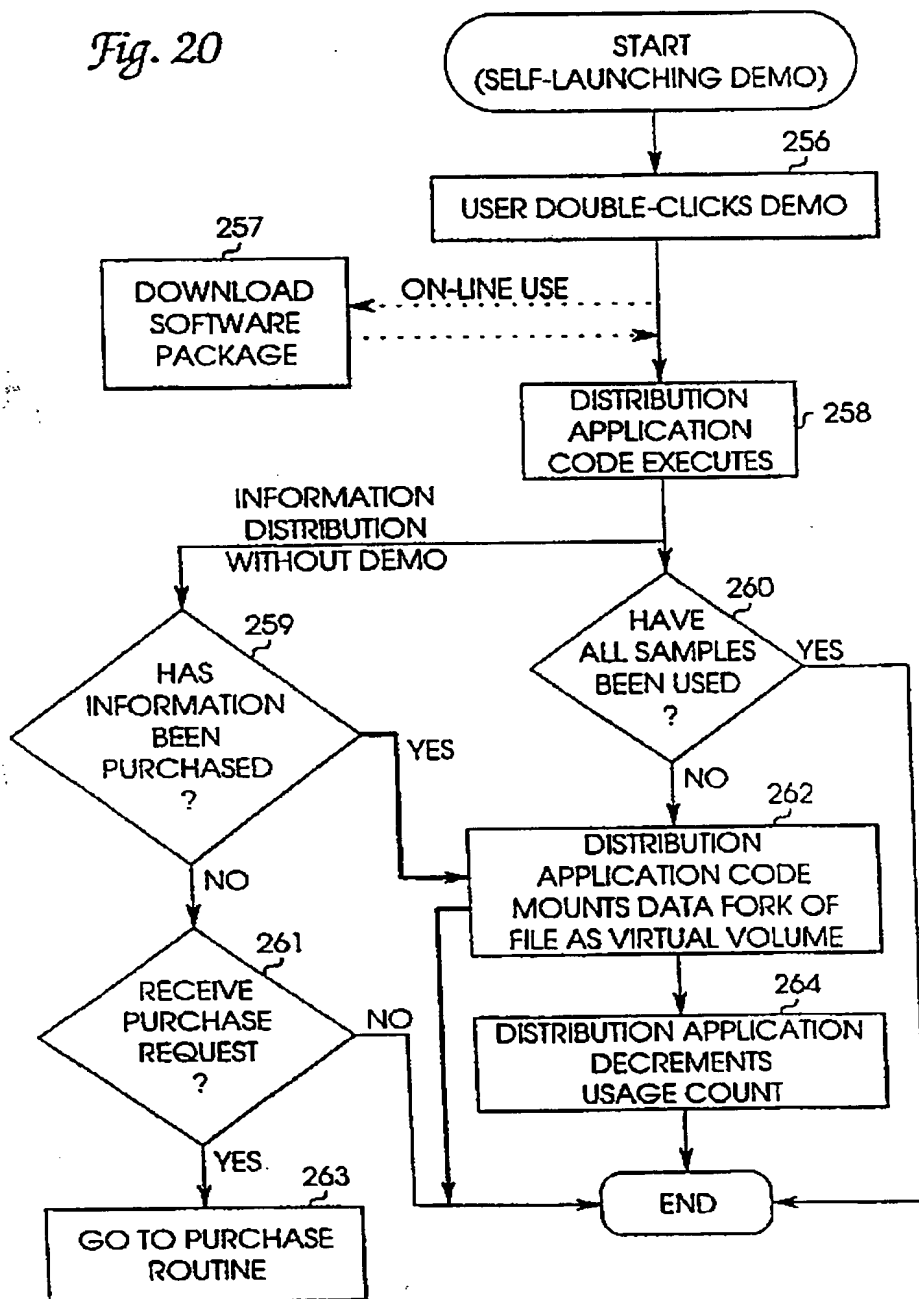 Fig. 20
START
(SELF-LAUNCHING DEMO)
256
USER DOUBLE-CLICKS DEMO
257
DOWNLOAD
SOFTWARE
PACKAGE
ON-LINE USE
DISTRIBUTION
APPLICATION
CODE EXECUTES
258
INFORMATION
DISTRIBUTION
WITHOUT DEMO
259
HAS
INFORMATION
BEEN
PURCHASED
?
YES
NO
260
HAVE
ALL SAMPLES
BEEN USED
?
YES
NO
262
DISTRIBUTION
APPLICATION CODE
MOUNTS DATA FORK OF
FILE AS VIRTUAL VOLUME
261
RECEIVE
PURCHASE
REQUEST
?
NO
YES
264
DISTRIBUTION APPLICATION
DECREMENTS
USAGE COUNT
263
GO TO PURCHASE
ROUTINE
END